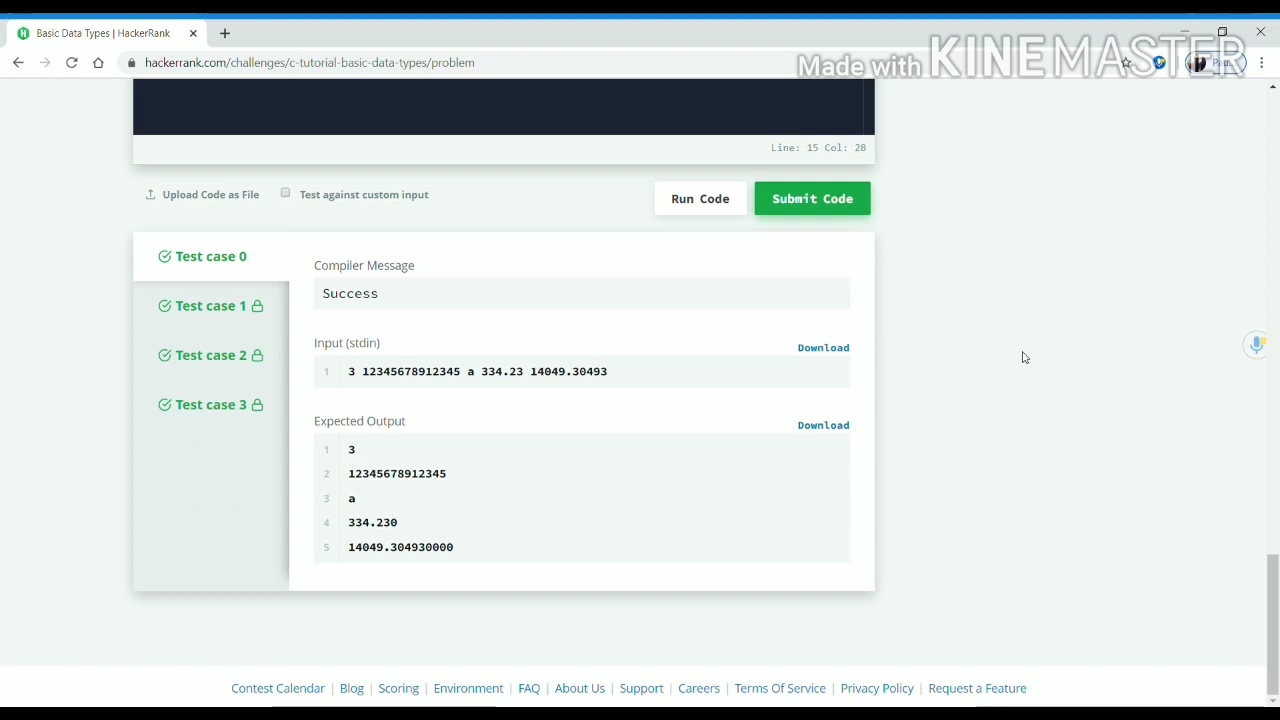 Basic Data Types | HackerRank
hackerrank.com/challenges/c-tutorial-basic-data-types/problem
Made with KINEMASTER
Line: 15 Col: 28
Upload Code as File
Test against custom input
Run Code
Submit Code
Test case 0
Test case 1
Test case 2
Test case 3
Compiler Message
Success
Input (stdin)
Download
1 3 12345678912345 a 334.23 14049.30493
Expected Output
Download
1 3
2 12345678912345
3 a
4 334.230
5 14049.304930000
Contest Calendar | Blog | Scoring | Environment | FAQ | About Us | Support | Careers | Terms Of Service | Privacy Policy | Request a Feature